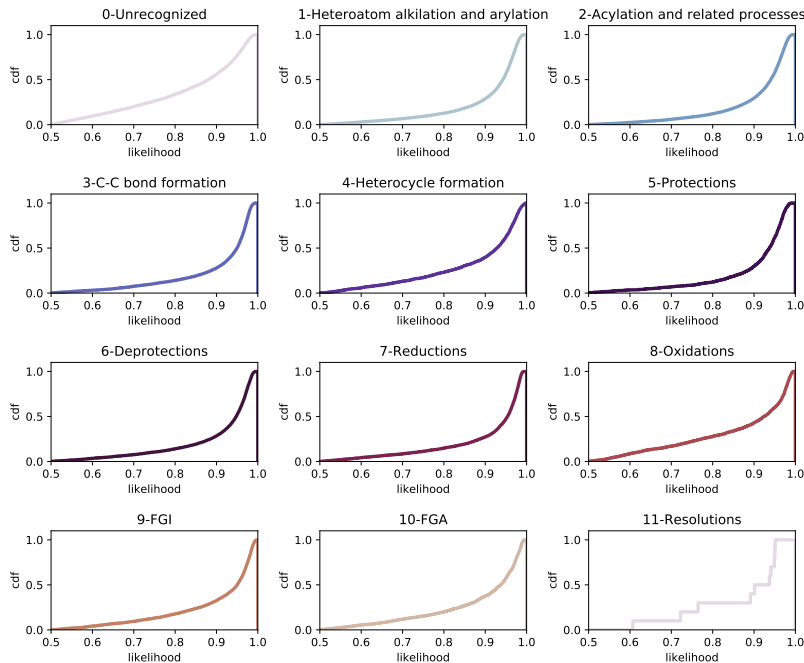 0-Unrecognized
1-Heteroatom alkilation and arylation
2-Acylation and related processes
1.0
0.5
0.0
cdf
0.5 0.6 0.7 0.8 0.9 1.0
likelihood
1.0
0.5
0.0
cdf
0.5 0.6 0.7 0.8 0.9 1.0
likelihood
1.0
0.5
0.0
cdf
0.5 0.6 0.7 0.8 0.9 1.0
likelihood
3-C-C bond formation
4-Heterocycle formation
5-Protections
1.0
0.5
0.0
cdf
0.5 0.6 0.7 0.8 0.9 1.0
likelihood
1.0
0.5
0.0
cdf
0.5 0.6 0.7 0.8 0.9 1.0
likelihood
1.0
0.5
0.0
cdf
0.5 0.6 0.7 0.8 0.9 1.0
likelihood
6-Deprotections
7-Reductions
8-Oxidations
1.0
0.5
0.0
cdf
0.5 0.6 0.7 0.8 0.9 1.0
likelihood
1.0
0.5
0.0
cdf
0.5 0.6 0.7 0.8 0.9 1.0
likelihood
1.0
0.5
0.0
cdf
0.5 0.6 0.7 0.8 0.9 1.0
likelihood
9-FGI
10-FGA
11-Resolutions
1.0
0.5
0.0
cdf
0.5 0.6 0.7 0.8 0.9 1.0
likelihood
1.0
0.5
0.0
cdf
0.5 0.6 0.7 0.8 0.9 1.0
likelihood
1.0
0.5
0.0
cdf
0.5 0.6 0.7 0.8 0.9 1.0
likelihood